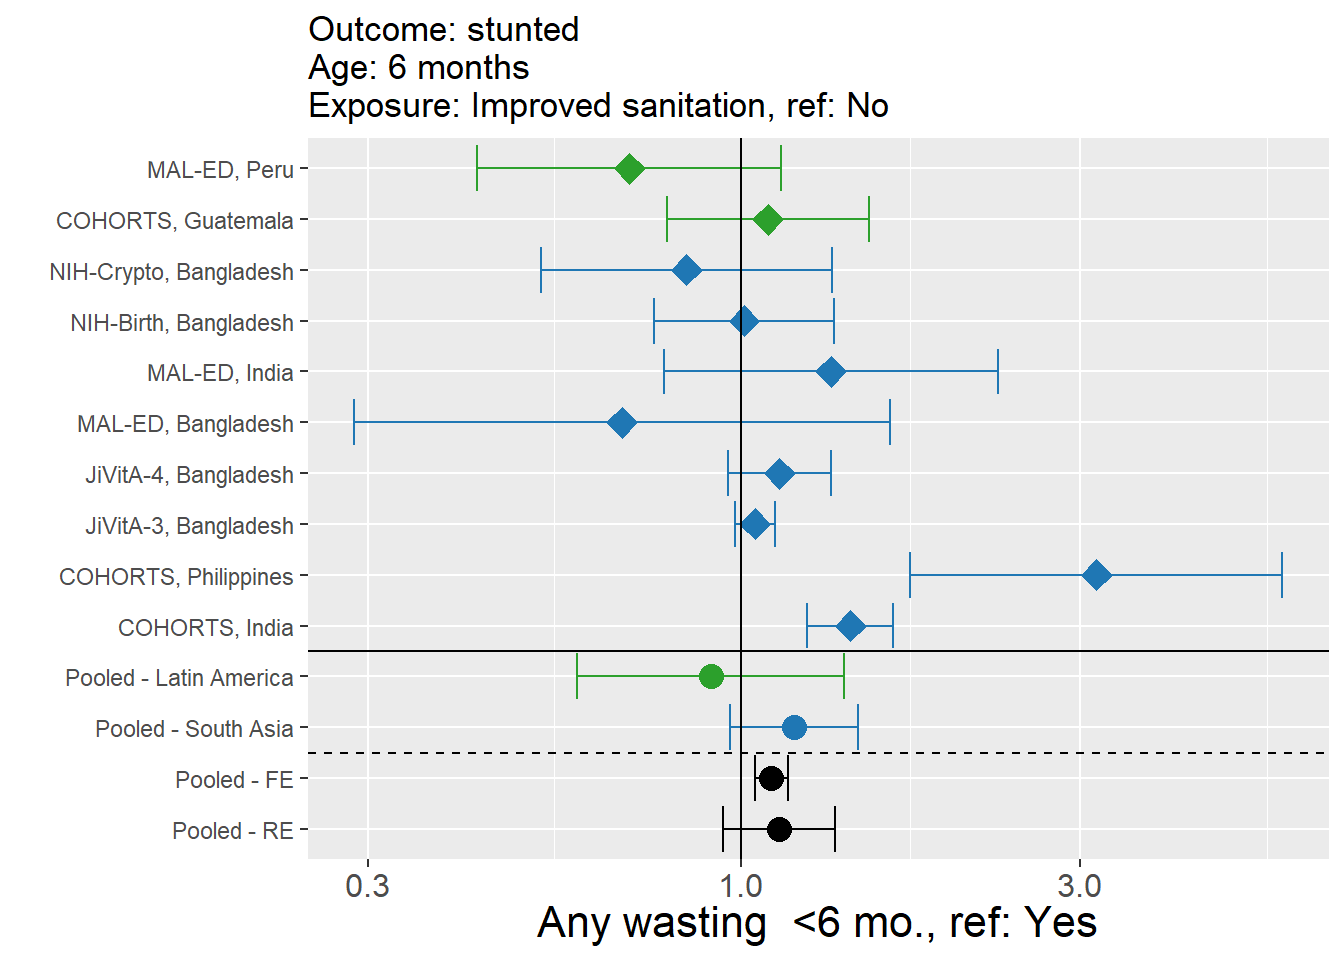 Outcome: stunted
Age: 6 months
Exposure: Improved sanitation, ref: No
MAL-ED, Peru
COHORTS, Guatemala
NIH-Crypto, Bangladesh
NIH-Birth, Bangladesh
MAL-ED, India
MAL-ED, Bangladesh
JiVitA-4, Bangladesh
JiVitA-3, Bangladesh
COHORTS, Philippines
COHORTS, India
Pooled - Latin America
Pooled - South Asia
Pooled - FE
Pooled - RE
0.3 1.0 3.0
Any wasting  <6 mo., ref: Yes